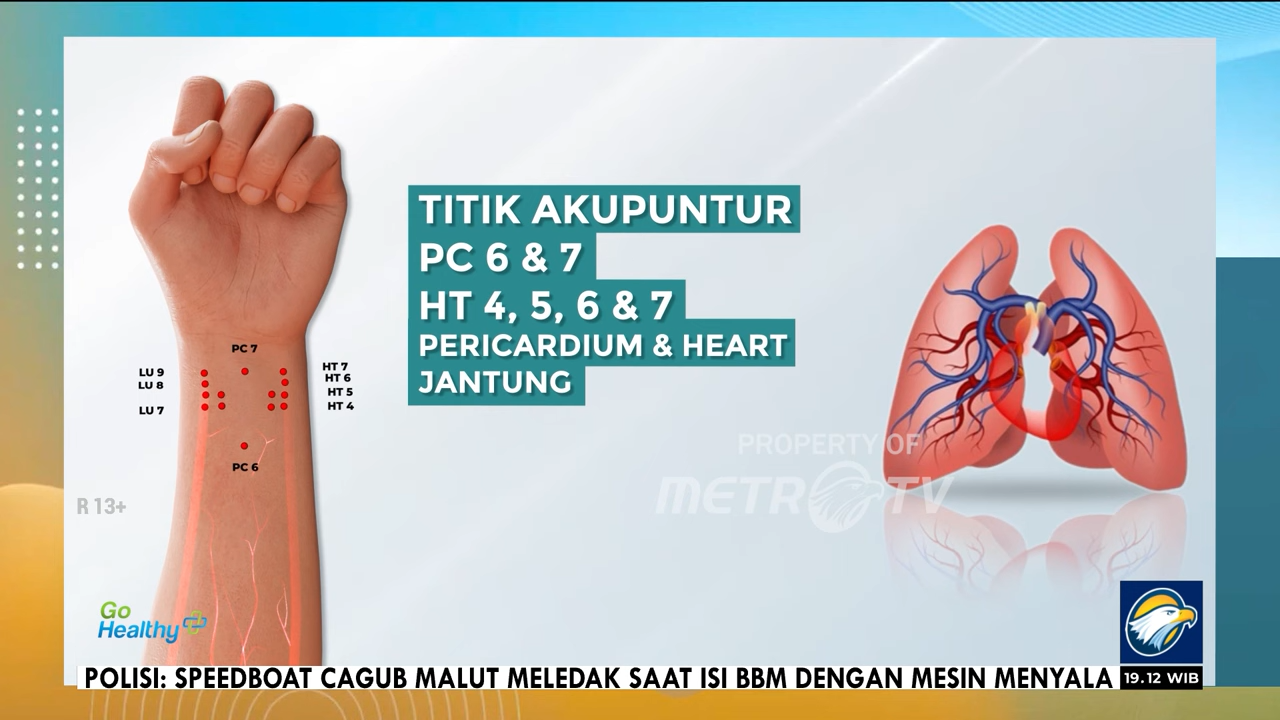 TITIK AKUPUNTUR
PC 6 & 7
HT 4, 5, 6 & 7
PERICARDIUM & HEART
JANTUNG
PC 7
LU 9
LU 8
LU 7
HT 7
HT 6
HT 5
HT 4
PC 6
R 13+
PROPERTY OF
METRO TV
Go
Healthy
POLISI: SPEEDBOAT CAGUB MALUT MELEDAK SAAT ISI BBM DENGAN MESIN MENYALA
19.12 WIB